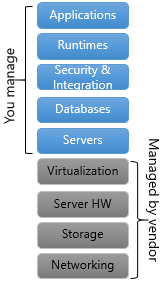 You manage
Applications
Runtimes
Security &
Integration
Databases
Servers
Virtualization
Server HW
Storage
Networking
Managed by vendor